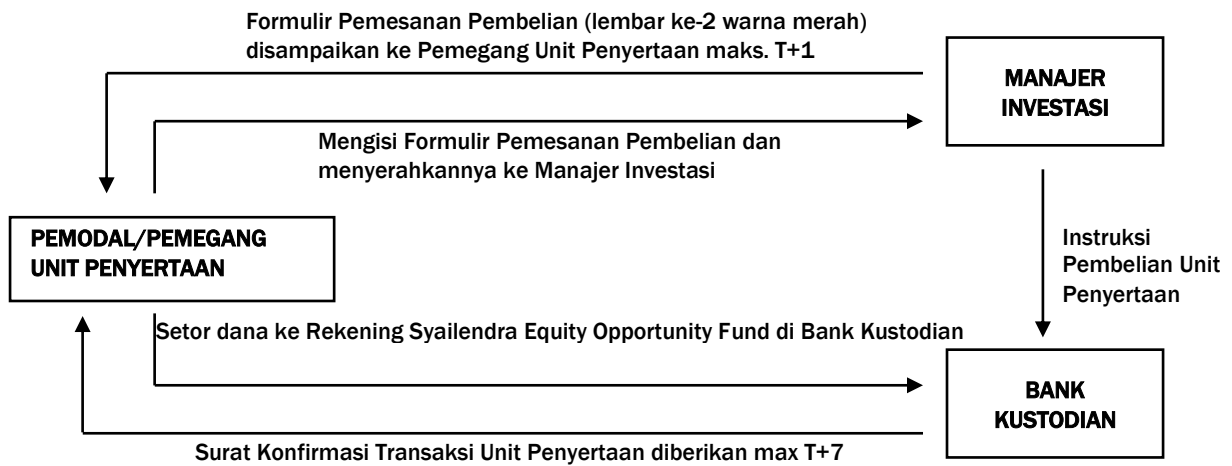 Formulir Pemesanan Pembelian (lembar ke-2 warna merah)
disampaikan ke Pemegang Unit Penyertaan maks. T+1
MANAJER
INVESTASI
Mengisi Formulir Pemesanan Pembelian dan
menyerahkannya ke Manajer Investasi
PEMODAL/PEMEGANG
UNIT PENYERTAAN
Instruksi
Pembelian Unit
Penyertaan
Setor dana ke Rekening Syailendra Equity Opportunity Fund di Bank Kustodian
BANK
KUSTODIAN
Surat Konfirmasi Transaksi Unit Penyertaan diberikan max T+7